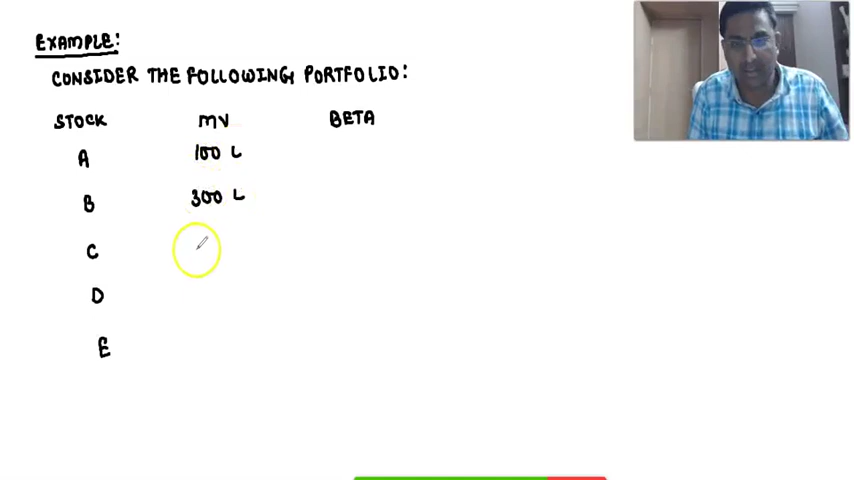 EXAMPLE:
CONSIDER THE FOLLOWING PORTFOLIO:
STOCK MV BETA
A 100 L
B 300 L
C
D
E